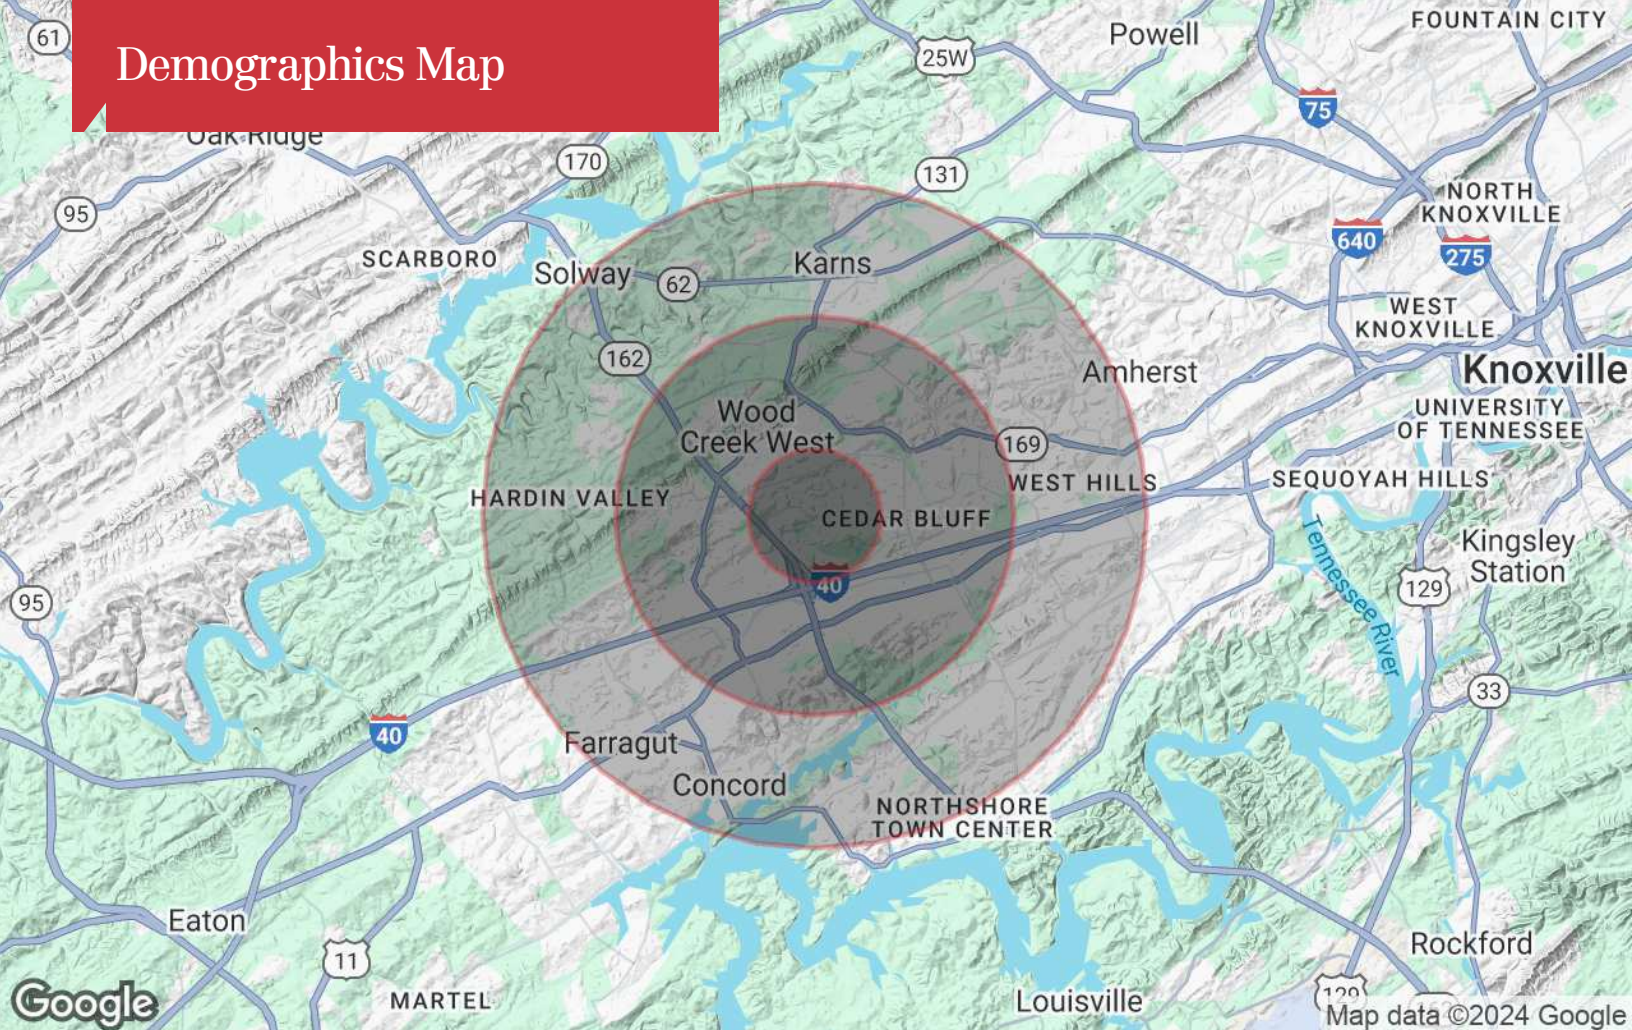 Demographics Map
61
Powell
FOUNTAIN CITY
25W
75
Oak Ridge
170
131
95
NORTH
KNOXVILLE
640
275
SCARBORO
Solway
62
Karns
WEST
KNOXVILLE
162
Amherst
Knoxville
Wood
Creek West
UNIVERSITY
OF TENNESSEE
169
HARDIN VALLEY
WEST HILLS
SEQUOYAH HILLS
CEDAR BLUFF
Tennessee River
Kingsley
Station
40
129
95
33
40
Farragut
Concord
NORTHSHORE
TOWN CENTER
Eaton
11
Rockford
MARTEL
Louisville
129
Google
Map data ©2024 Google